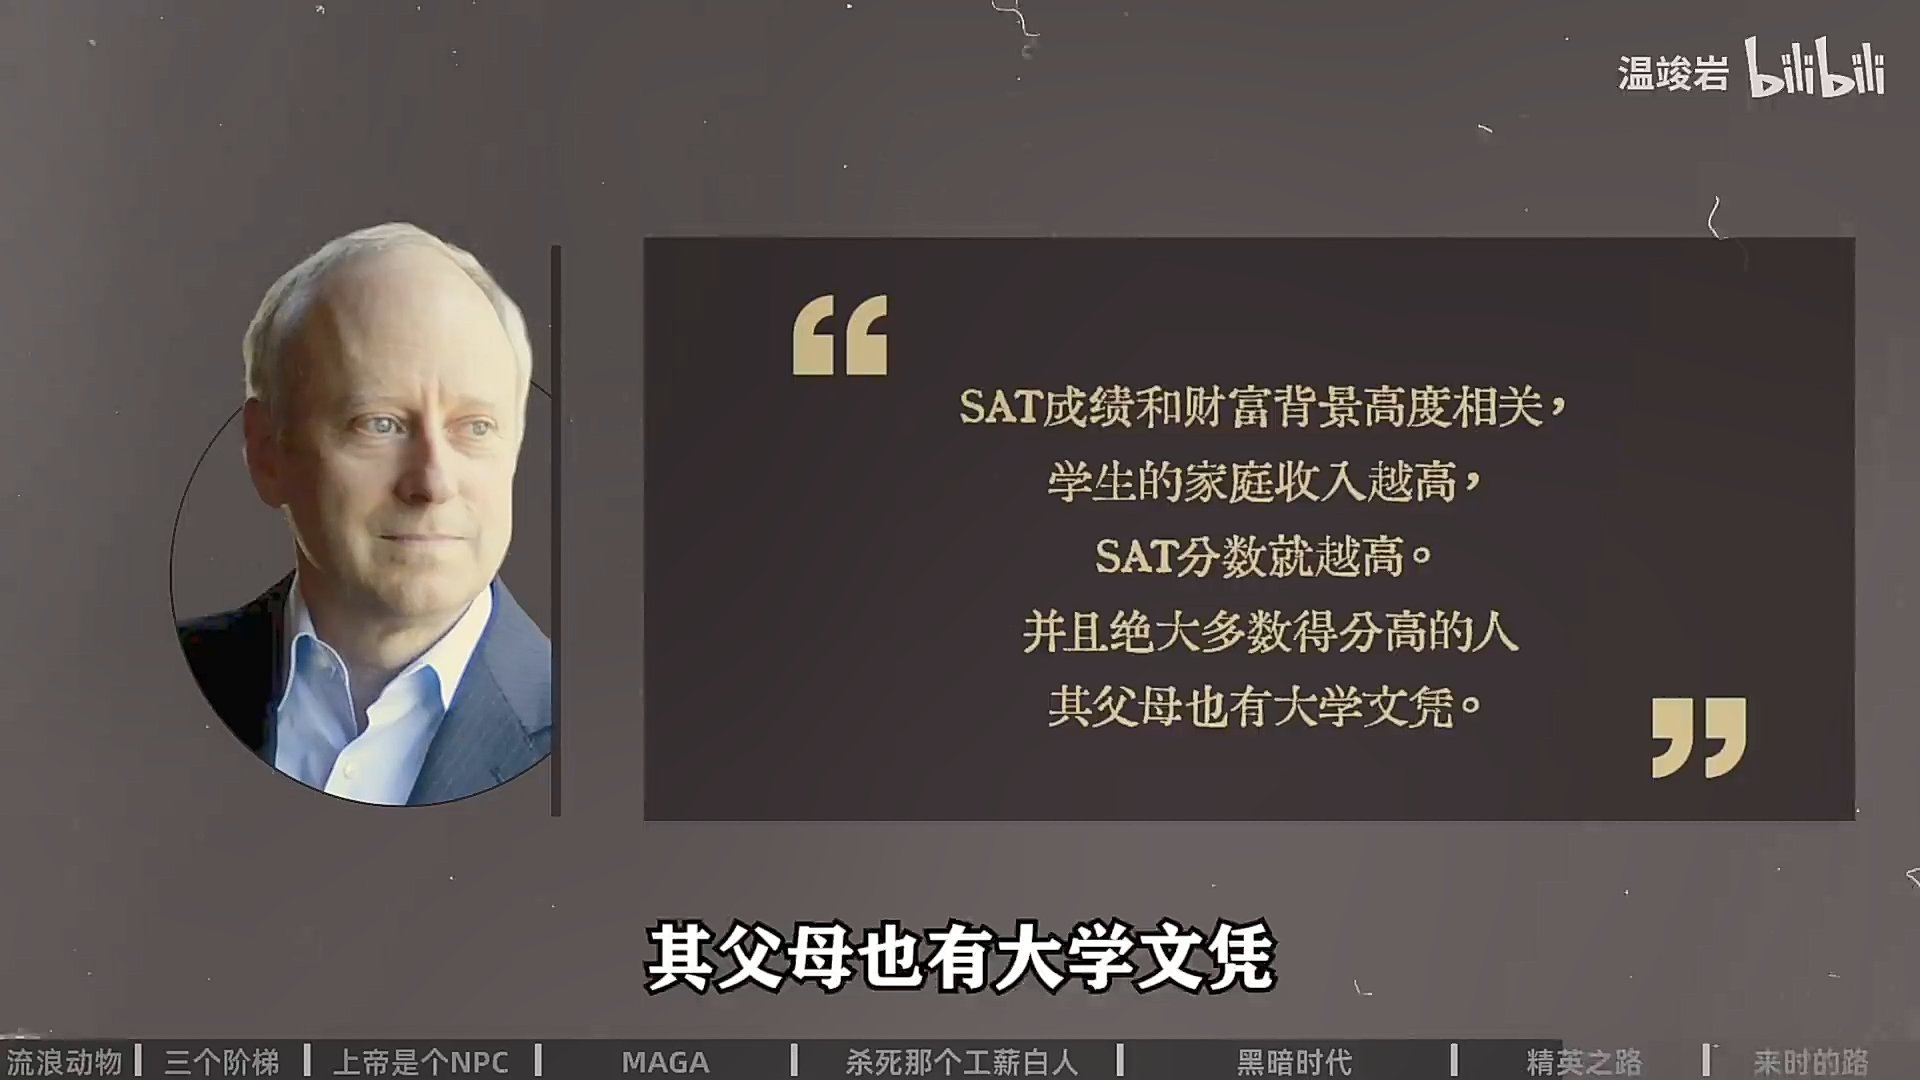 温竣岩 bilibili
SAT成绩和财富背景高度相关，
学生的家庭收入越高，
SAT分数就越高。
并且绝大多数得分高的人
其父母也有大学文凭。
其父母也有大学文凭
流浪动物 | 三个阶梯 | 上帝是个NPC | MAGA | 杀死那个工薪白人 | 黑暗时代 | 精英之路 | 来时的路